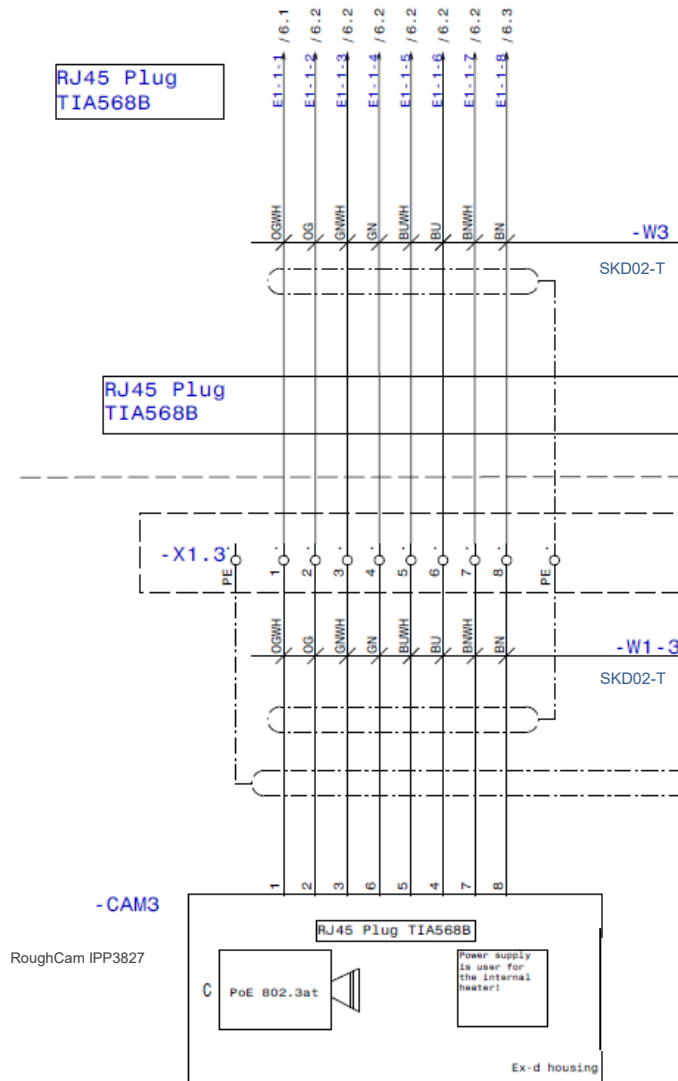 /6.1 /6.2 /6.2 /6.2 /6.2 /6.2 /6.2 /6.3
RJ45 Plug
TIA568B
E1-1-1 E1-1-2 E1-1-3 E1-1-4 E1-1-5 E1-1-6 E1-1-7 E1-1-8
OGWH OG GNWH GN BUWH BU BNWH BN
-W3
SKD02-T
RJ45 Plug
TIA568B
-X1.3
PE 1 2 3 4 5 6 7 8 PE
OGWH OG GNWH GN BUWH BU BNWH BN
-W1-3
SKD02-T
1 2 3 6 5 4 7 8
-CAM3
RJ45 Plug TIA568B
RoughCam IPP3827
C PoE 802.3at
Power supply
is user for
the internal
heater!
Ex-d housing